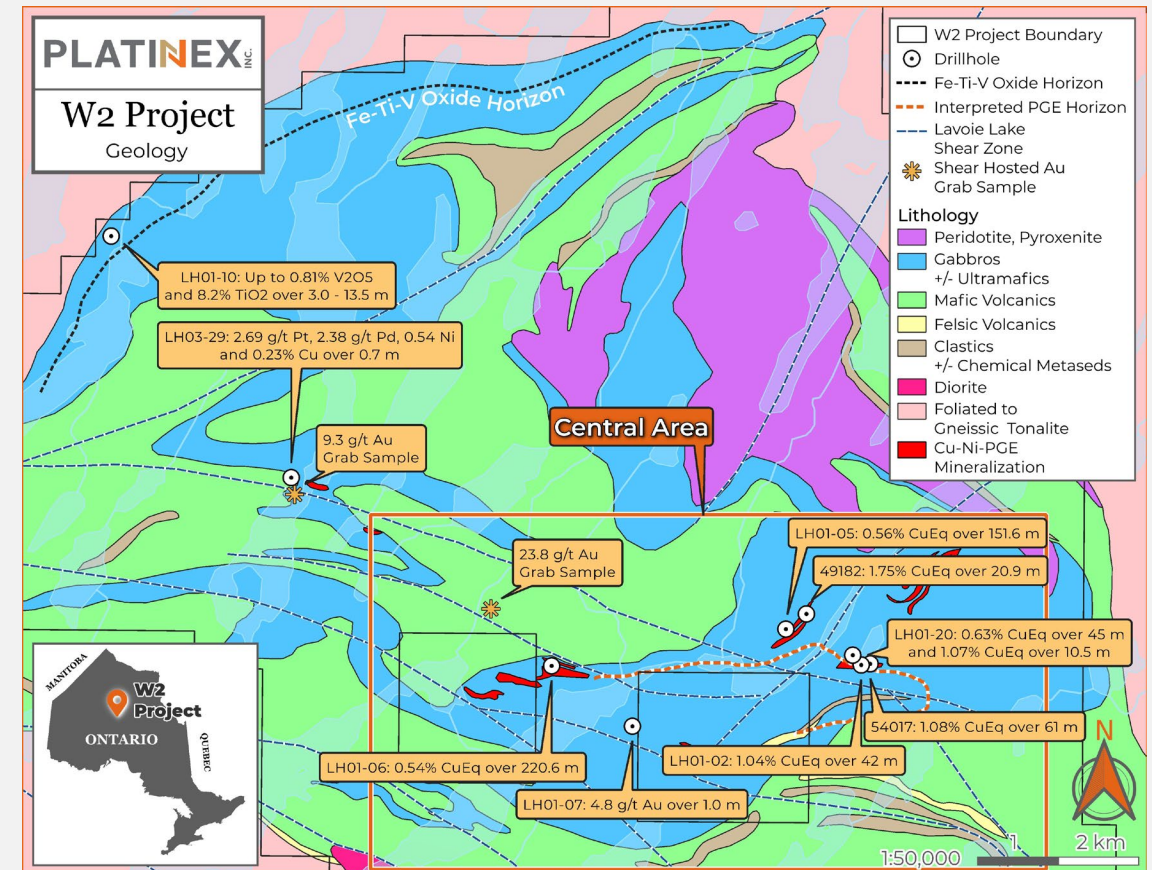 PLATINEX INC.
W2 Project
Geology
Fe-Ti-V Oxide Horizon
W2 Project Boundary
Drillhole
Fe-Ti-V Oxide Horizon
Interpreted PGE Horizon
Lavoie Lake
Shear Zone
Shear Hosted Au
Grab Sample
Lithology
Peridotite, Pyroxenite
Gabbros
+/- Ultramafics
Mafic Volcanics
Felsic Volcanics
Clastics
+/- Chemical Metaseds
Diorite
Foliated to
Gneissic Tonalite
Cu-Ni-PGE
Mineralization
LH01-10: Up to 0.81% V2O5
and 8.2% TiO2 over 3.0 - 13.5 m
LH03-29: 2.69 g/t Pt, 2.38 g/t Pd, 0.54 Ni
and 0.23% Cu over 0.7 m
9.3 g/t Au
Grab Sample
Central Area
23.8 g/t Au
Grab Sample
LH01-05: 0.56% CuEq over 151.6 m
49182: 1.75% CuEq over 20.9 m
LH01-20: 0.63% CuEq over 45 m
and 1.07% CuEq over 10.5 m
54017: 1.08% CuEq over 61 m
LH01-02: 1.04% CuEq over 42 m
LH01-06: 0.54% CuEq over 220.6 m
LH01-07: 4.8 g/t Au over 1.0 m
MANITOBA
W2
Project
ONTARIO
QUEBEC
N
1:50,000
1
2 km